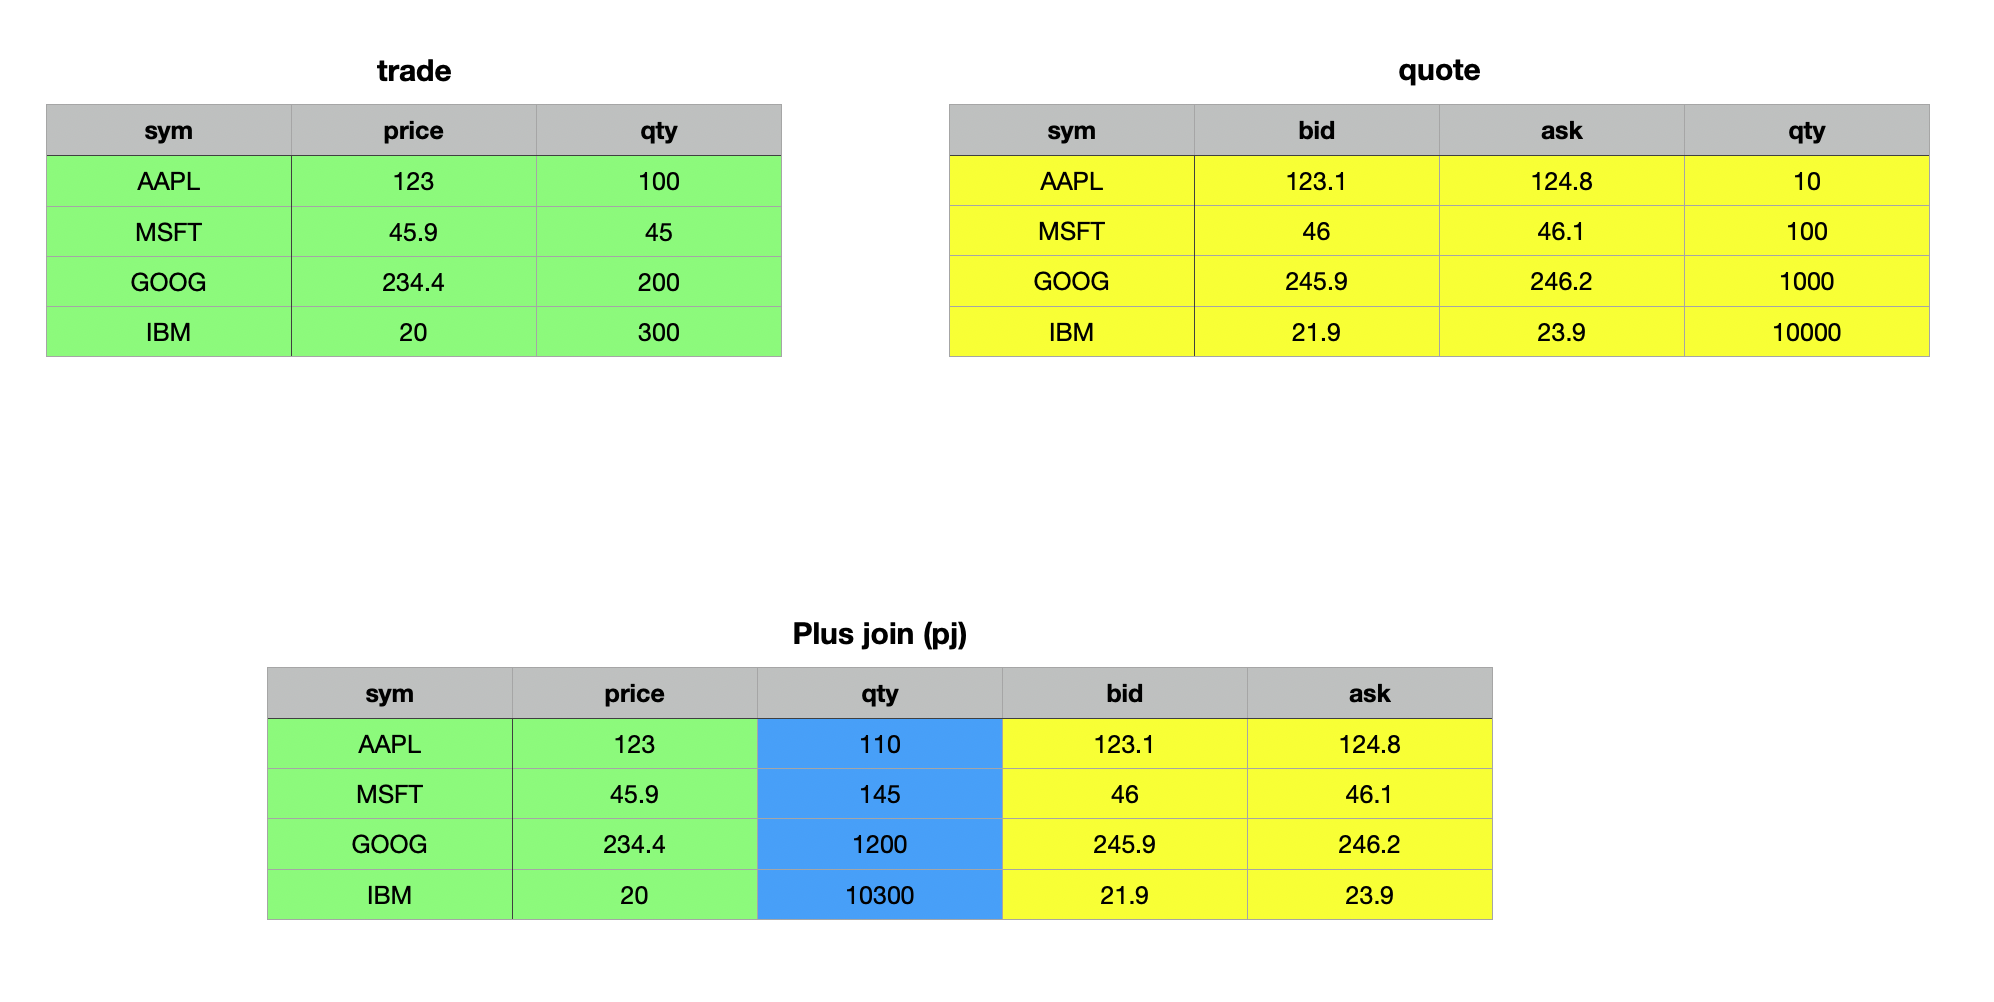 trade
sym price qty
AAPL 123 100
MSFT 45.9 45
GOOG 234.4 200
IBM 20 300
quote
sym bid ask qty
AAPL 123.1 124.8 10
MSFT 46 46.1 100
GOOG 245.9 246.2 1000
IBM 21.9 23.9 10000
Plus join (pj)
sym price qty bid ask
AAPL 123 110 123.1 124.8
MSFT 45.9 145 46 46.1
GOOG 234.4 1200 245.9 246.2
IBM 20 10300 21.9 23.9